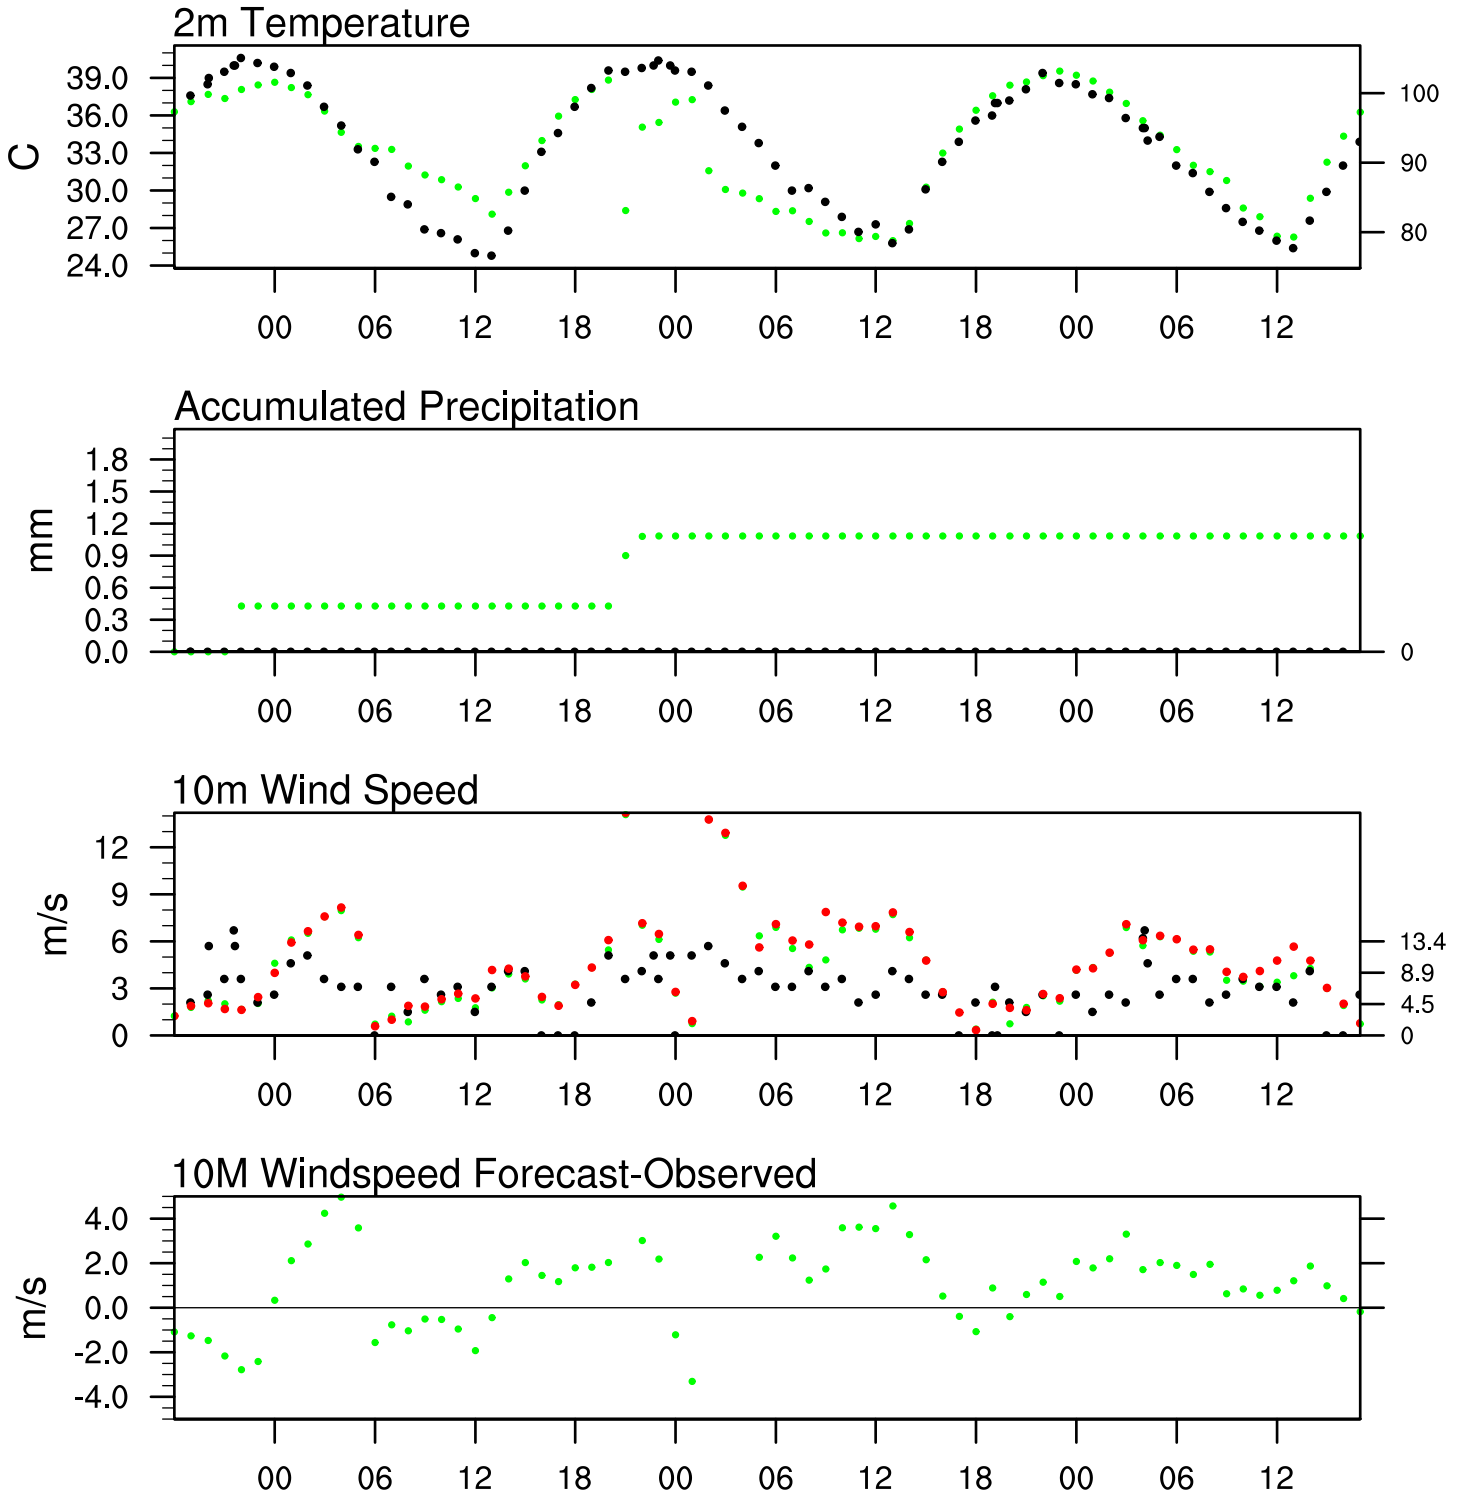 2m Temperature
39.0
36.0
33.0
30.0
27.0
24.0
C
100
90
80
00 06 12 18 00 06 12 18 00 06 12
Accumulated Precipitation
1.8
1.5
1.2
0.9
0.6
0.3
0.0
mm
0
00 06 12 18 00 06 12 18 00 06 12
10m Wind Speed
12
9
6
3
0
m/s
13.4
8.9
4.5
0
00 06 12 18 00 06 12 18 00 06 12
10M Windspeed Forecast-Observed
4.0
2.0
0.0
-2.0
-4.0
m/s
00 06 12 18 00 06 12 18 00 06 12